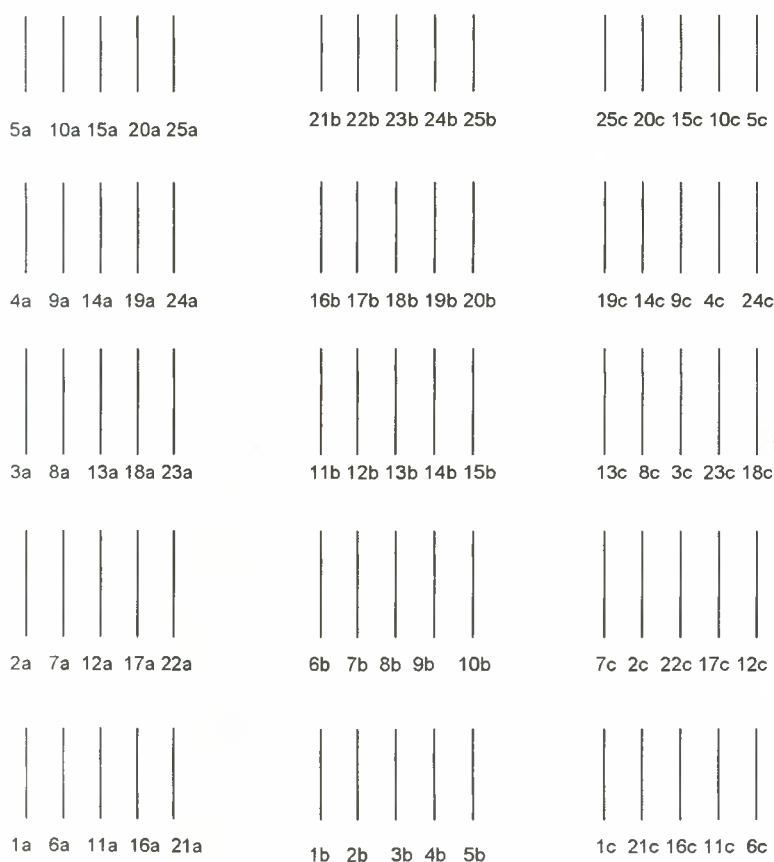 5a 10a 15a 20a 25a 21b 22b 23b 24b 25b 25c 20c 15c 10c 5c
4a 9a 14a 19a 24a 16b 17b 18b 19b 20b 19c 14c 9c 4c 24c
3a 8a 13a 18a 23a 11b 12b 13b 14b 15b 13c 8c 3c 23c 18c
2a 7a 12a 17a 22a 6b 7b 8b 9b 10b 7c 2c 22c 17c 12c
1a 6a 11a 16a 21a 1b 2b 3b 4b 5b 1c 21c 16c 11c 6c